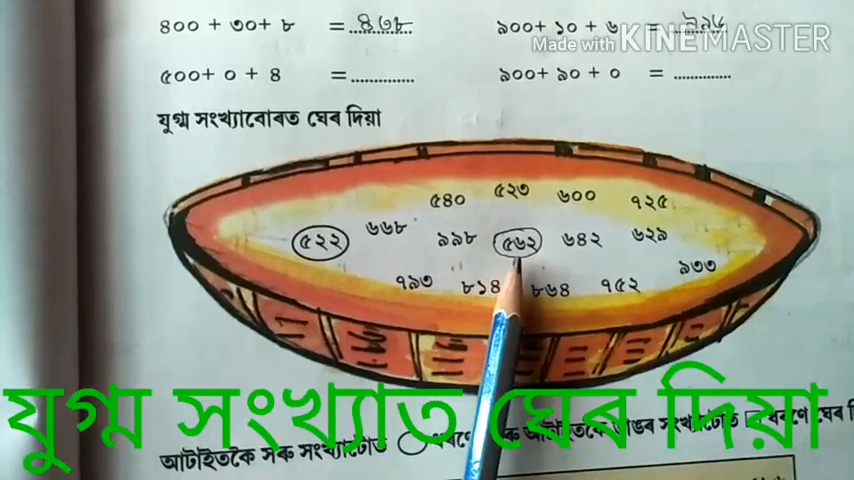 ৪০০ + ৩০+ ৮ = ৪৩৮
৯০০+ ১০ + ৬ =
Made with KINEMASTER
৫০০+ ০ + ৪ =..............
৯০০+ ৯০ + ০ = ..............
যুগ্ম সংখ্যাবোৰত ঘেৰ দিয়া
৫৪০ ৫২৩ ৬০০ ৭২৫
৫২২ ৬৬৮ ৯৯৮ ৫৬২ ৬৪২ ৬২৯
৭৯৩ ৮১৪ ৮৬৪ ৭৫২ ৯৩৩
যুগ্ম সংখ্যাত ঘেৰ দিয়া
আটাইতকৈ সৰু সংখ্যাটোত